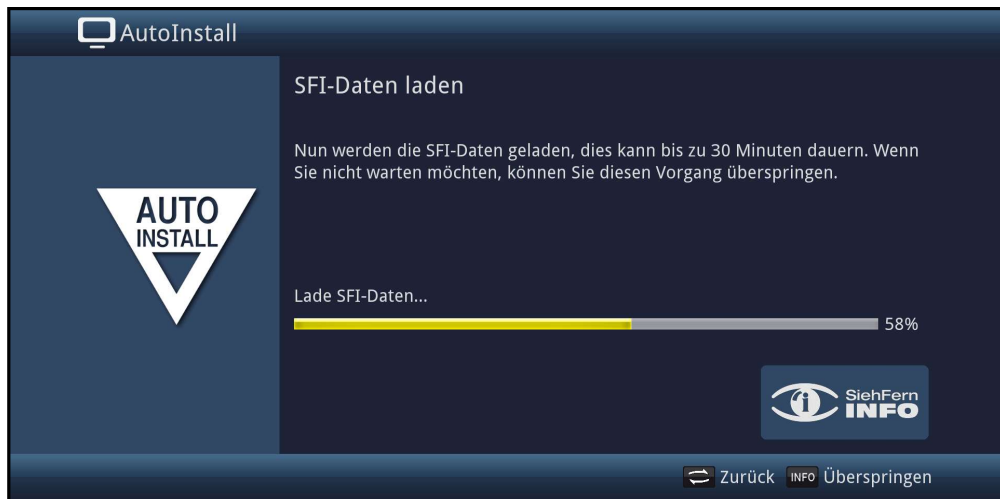 AutoInstall
SFI-Daten laden
Nun werden die SFI-Daten geladen, dies kann bis zu 30 Minuten dauern. Wenn
Sie nicht warten möchten, können Sie diesen Vorgang überspringen.
AUTO
INSTALL
Lade SFI-Daten...
58%
i
SiehFern
INFO
Zurück INFO Überspringen